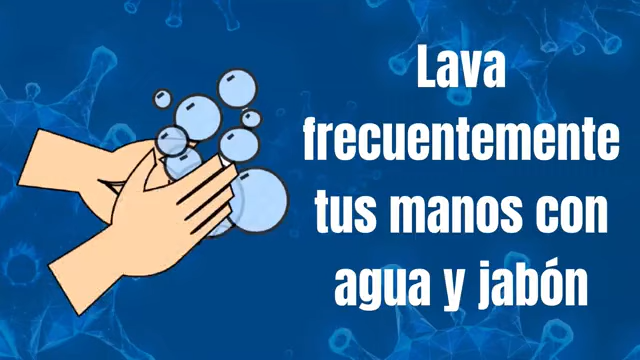 Lava
frecuentemente
tus manos con
agua y jabón